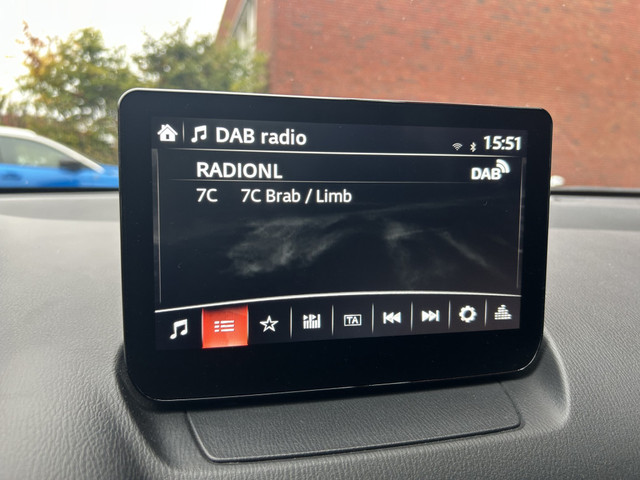 DAB radio
15:51
RADIONL
DAB
7C 7C Brab / Limb
TA